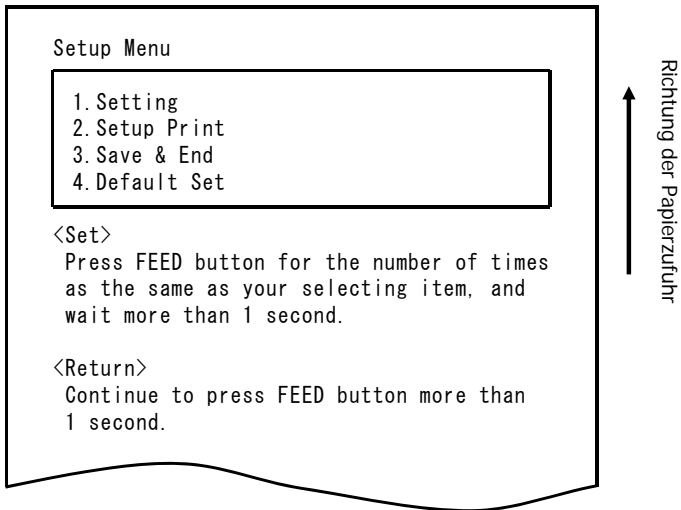 Setup Menu
1.Setting
2.Setup Print
3.Save & End
4.Default Set
<Set>
Press FEED button for the number of times
as the same as your selecting item, and
wait more than 1 second.
<Return>
Continue to press FEED button more than
1 second.
Richtung der Papierzufuhr